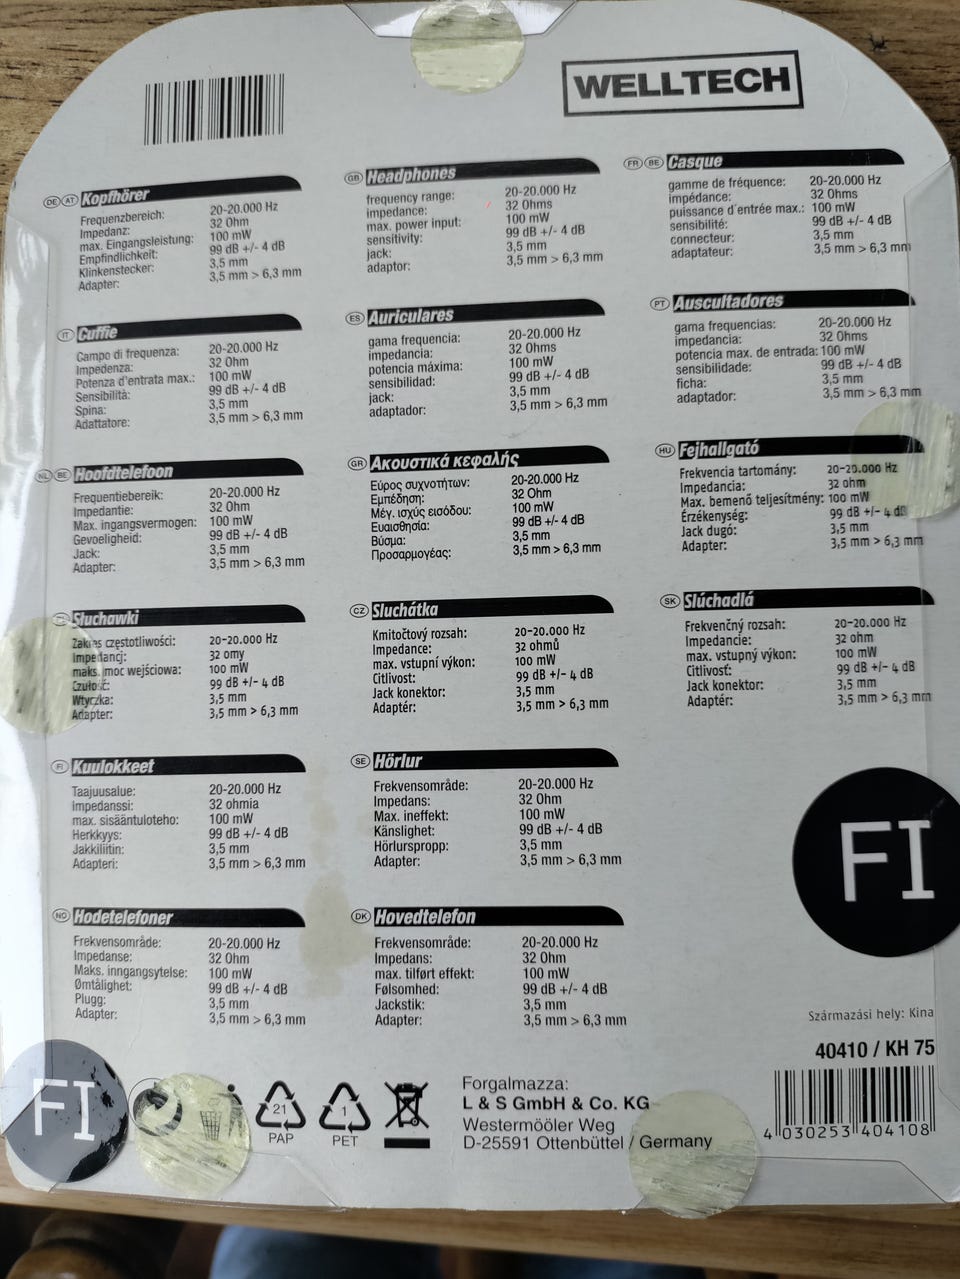 WELLTECH
DE AT Kopfhörer
Frequenzbereich: 20-20.000 Hz
Impedanz: 32 Ohm
max. Eingangsleistung: 100 mW
Empfindlichkeit: 99 dB +/- 4 dB
Klinkenstecker: 3,5 mm
Adapter: 3,5 mm > 6,3 mm
GB Headphones
frequency range: 20-20.000 Hz
impedance: 32 Ohms
max. power input: 100 mW
sensitivity: 99 dB +/- 4 dB
jack: 3,5 mm
adaptor: 3,5 mm > 6,3 mm
FR BE Casque
gamme de fréquence: 20-20.000 Hz
impédance: 32 Ohms
puissance d'entrée max.: 100 mW
sensibilité: 99 dB +/- 4 dB
connecteur: 3,5 mm
adaptateur: 3,5 mm > 6,3 mm
IT Cuffie
Campo di frequenza: 20-20.000 Hz
Impedenza: 32 Ohm
Potenza d'entrata max.: 100 mW
Sensibilità: 99 dB +/- 4 dB
Spina: 3,5 mm
Adattatore: 3,5 mm > 6,3 mm
ES Auriculares
gama frequencia: 20-20.000 Hz
impedancia: 32 Ohms
potencia máxima: 100 mW
sensibilidad: 99 dB +/- 4 dB
jack: 3,5 mm
adaptador: 3,5 mm > 6,3 mm
PT Auscultadores
gama frequencias: 20-20.000 Hz
impedancia: 32 Ohms
potencia max. de entrada: 100 mW
sensibilidade: 99 dB +/- 4 dB
ficha: 3,5 mm
adaptador: 3,5 mm > 6,3 mm
NL BE Hoofdtelefoon
Frequentiebereik: 20-20.000 Hz
Impedantie: 32 Ohm
Max. ingangsvermogen: 100 mW
Gevoeligheid: 99 dB +/- 4 dB
Jack: 3,5 mm
Adapter: 3,5 mm > 6,3 mm
GR Ακουστικά κεφαλής
Εύρος συχνοτήτων: 20-20.000 Hz
Εμπέδηση: 32 Ohm
Μέγ. ισχύς εισόδου: 100 mW
Ευαισθησία: 99 dB +/- 4 dB
Βύσμα: 3,5 mm
Προσαρμογέας: 3,5 mm > 6,3 mm
HU Fejhallgató
Frekvencia tartomány: 20-20.000 Hz
Impedancia: 32 ohm
Max. bemenő teljesítmény: 100 mW
Érzékenység: 99 dB +/- 4 dB
Jack dugó: 3,5 mm
Adapter: 3,5 mm > 6,3 mm
Słuchawki
Zakres częstotliwości: 20-20.000 Hz
Impedancj: 32 omy
maks. moc wejściowa: 100 mW
Czułość: 99 dB +/- 4 dB
Wtyczka: 3,5 mm
Adapter: 3,5 mm > 6,3 mm
CZ Sluchátka
Kmitočtový rozsah: 20-20.000 Hz
Impedance: 32 ohmů
max. vstupní výkon: 100 mW
Citlivost: 99 dB +/- 4 dB
Jack konektor: 3,5 mm
Adaptér: 3,5 mm > 6,3 mm
SK Slúchadlá
Frekvenčný rozsah: 20-20.000 Hz
Impedancie: 32 ohm
max. vstupný výkon: 100 mW
Citlivosť: 99 dB +/- 4 dB
Jack konektor: 3,5 mm
Adaptér: 3,5 mm > 6,3 mm
FI Kuulokkeet
Taajuusalue: 20-20.000 Hz
Impedanssi: 32 ohmia
max. sisääntuloteho: 100 mW
Herkkyys: 99 dB +/- 4 dB
Jakkiliitin: 3,5 mm
Adapteri: 3,5 mm > 6,3 mm
SE Hörlur
Frekvensområde: 20-20.000 Hz
Impedans: 32 Ohm
Max. ineffekt: 100 mW
Känslighet: 99 dB +/- 4 dB
Hörlurspropp: 3,5 mm
Adapter: 3,5 mm > 6,3 mm
FI
NO Hodetelefoner
Frekvensområde: 20-20.000 Hz
Impedanse: 32 Ohm
Maks. inngangsytelse: 100 mW
Ømtålighet: 99 dB +/- 4 dB
Plugg: 3,5 mm
Adapter: 3,5 mm > 6,3 mm
DK Hovedtelefon
Frekvensområde: 20-20.000 Hz
Impedans: 32 Ohm
max. tilført effekt: 100 mW
Følsomhed: 99 dB +/- 4 dB
Jackstik: 3,5 mm
Adapter: 3,5 mm > 6,3 mm
Származási hely: Kina
40410 / KH 75
4 030253 404108
FI
21
PAP
1
PET
Forgalmazza:
L & S GmbH & Co. KG
Westermööler Weg
D-25591 Ottenbüttel / Germany